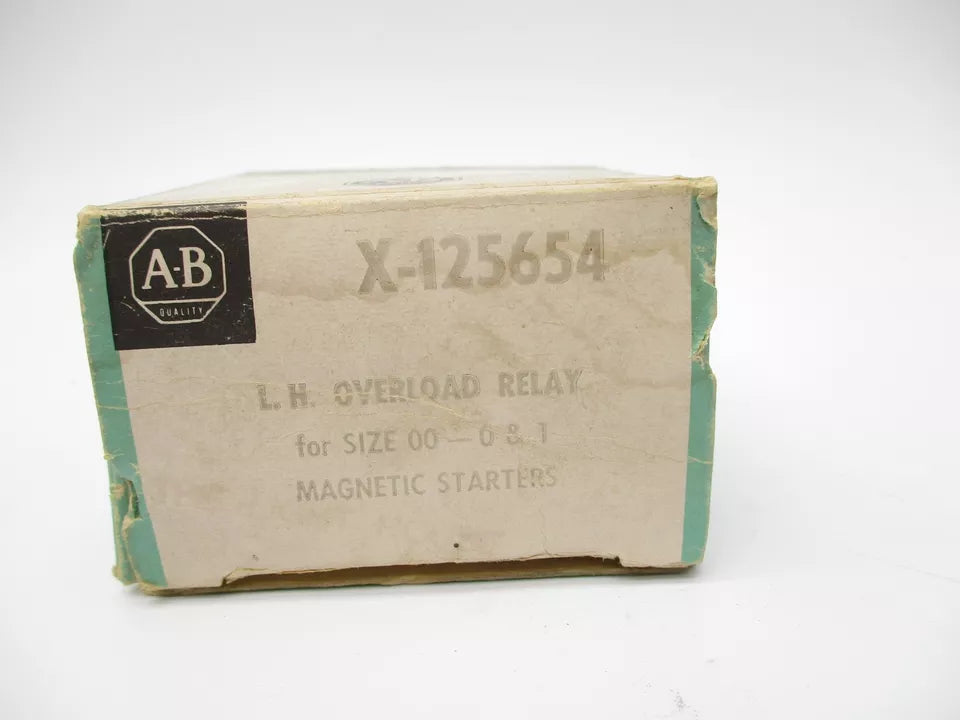 A-B
QUALITY
X-125654
L.H. OVERLOAD RELAY
for SIZE 00 — 0 & 1
MAGNETIC STARTERS